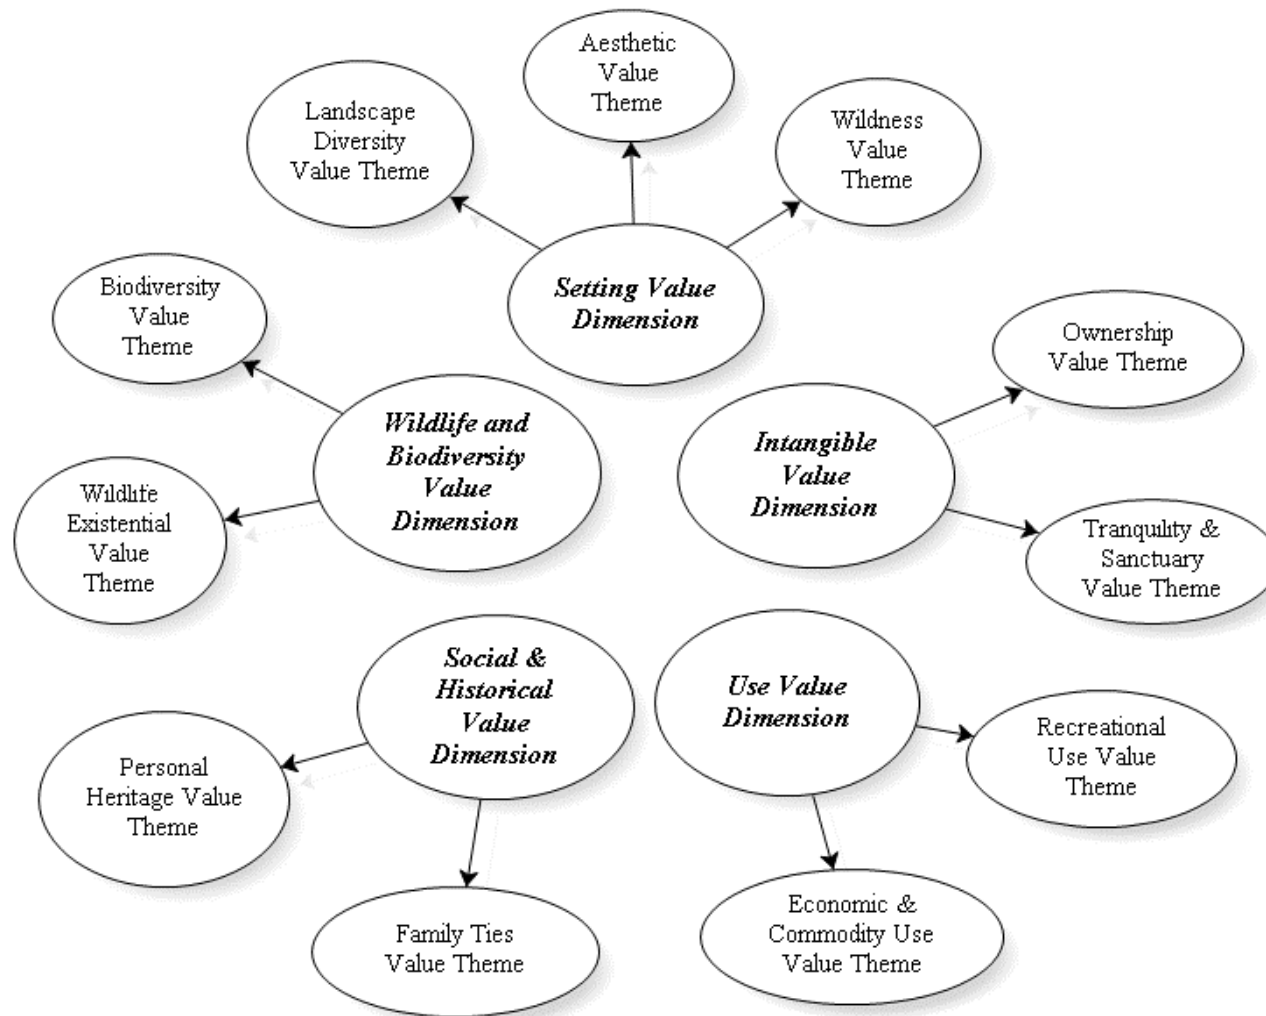 Aesthetic
Value
Theme
Landscape
Diversity
Value Theme
Wildness
Value
Theme
Setting Value
Dimension
Biodiversity
Value
Theme
Ownership
Value Theme
Wildlife and
Biodiversity
Value
Dimension
Intangible
Value
Dimension
Wildlife
Existential
Value
Theme
Tranquility &
Sanctuary
Value Theme
Social &
Historical
Value
Dimension
Use Value
Dimension
Personal
Heritage Value
Theme
Recreational
Use Value
Theme
Family Ties
Value Theme
Economic &
Commodity Use
Value Theme